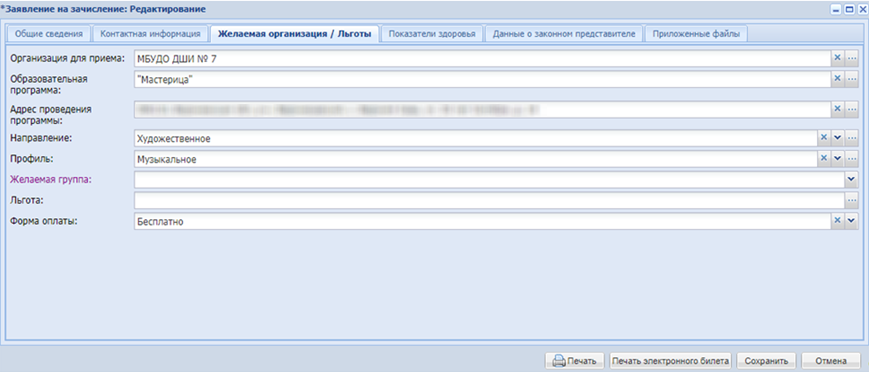 *Заявление на зачисление: Редактирование
Общие сведения Контактная информация Желаемая организация / Льготы Показатели здоровья Данные о законном представителе Приложенные файлы
Организация для приема: МБУДО ДШИ № 7
Образовательная программа: "Мастерица"
Адрес проведения программы:
Направление: Художественное
Профиль: Музыкальное
Желаемая группа:
Льгота:
Форма оплаты: Бесплатно
Печать Печать электронного билета Сохранить Отмена